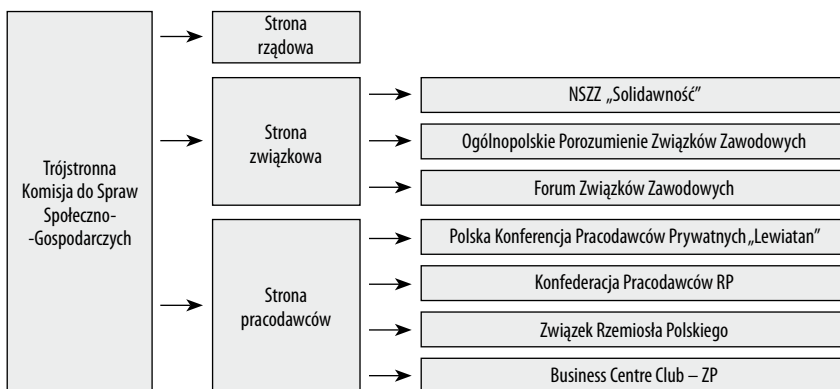 Trójstronna
Komisja do Spraw
Społeczno-
-Gospodarczych
Strona
rządowa
Strona
związkowa
NSZZ „Solidawność”
Ogólnopolskie Porozumienie Związków Zawodowych
Forum Związków Zawodowych
Strona
pracodawców
Polska Konferencja Pracodawców Prywatnych „Lewiatan”
Konfederacja Pracodawców RP
Związek Rzemiosła Polskiego
Business Centre Club – ZP